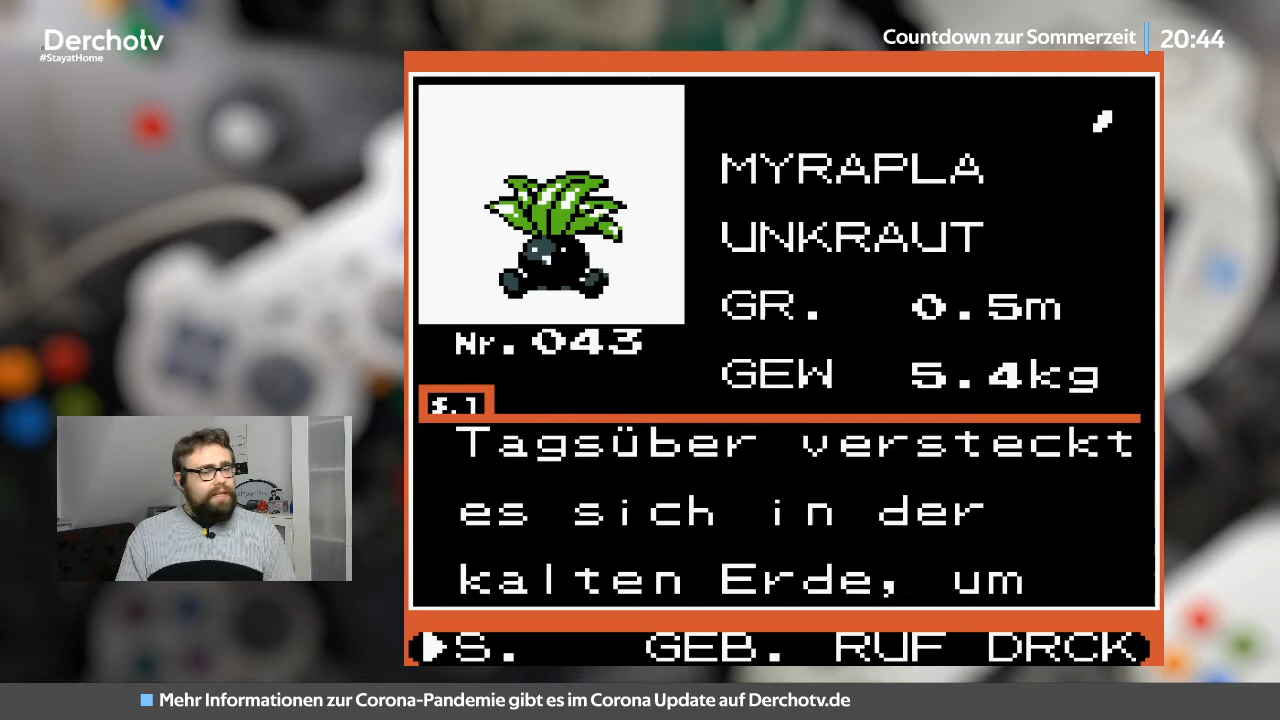 Derchotv
#StayatHome
Countdown zur Sommerzeit 20:44
MYRAPLA
UNKRAUT
GR. 0.5m
GEW 5.4kg
Nr. 043
S.1
Tagsüber versteckt
es sich in der
kalten Erde, um
S. GEB. RUF DRCK
Mehr Informationen zur Corona-Pandemie gibt es im Corona Update auf Derchotv.de